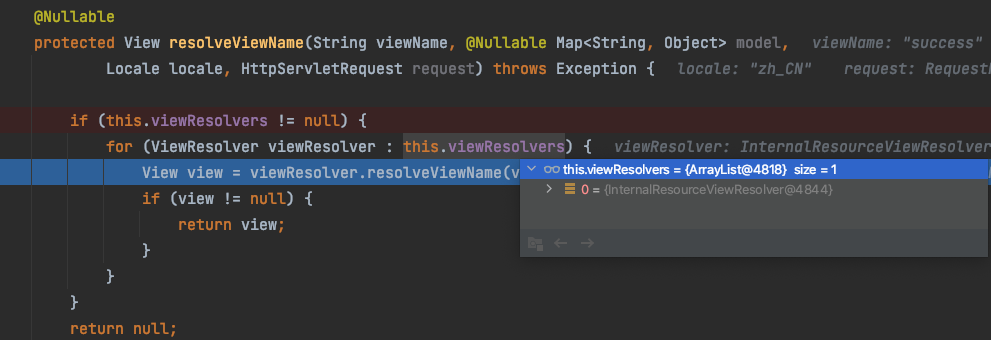 @Nullable
protected View resolveViewName(String viewName, @Nullable Map<String, Object> model,   viewName: "success"
Locale locale, HttpServletRequest request) throws Exception {   locale: "zh_CN"   request:
if (this.viewResolvers != null) {
for (ViewResolver viewResolver : this.viewResolvers) {   viewResolver: InternalResourceViewResolver
View view = viewResolver.resolveViewName(
this.viewResolvers = {ArrayList@4818}  size = 1
if (view != null) {
0 = {InternalResourceViewResolver@4844}
return view;
}
}
}
return null;